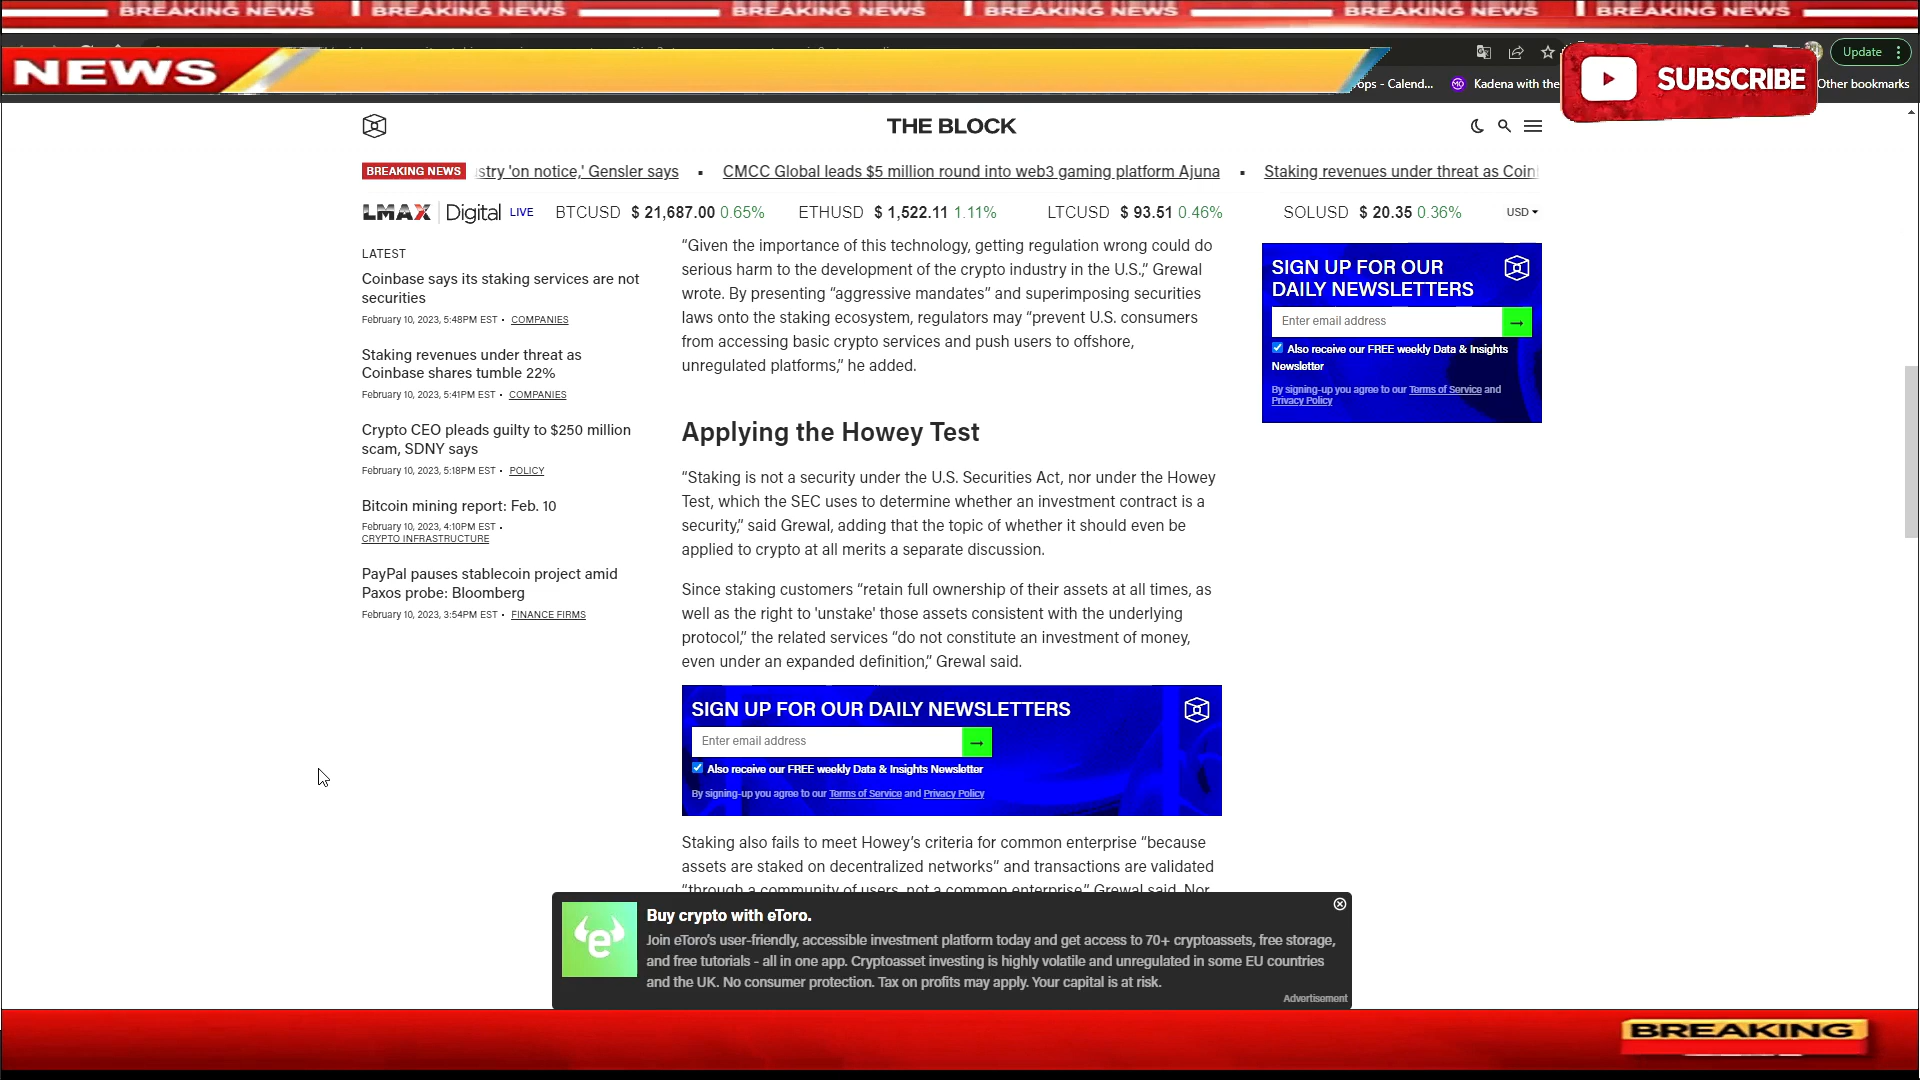 BREAKING NEWS
BREAKING NEWS
BREAKING NEWS
BREAKING NEWS
BREAKING NEWS
BREAKING NEWS
NEWS
Update
SUBSCRIBE
ops - Calend...
Kadena with the
Other bookmarks
THE BLOCK
BREAKING NEWS
stry 'on notice,' Gensler says
▪ CMCC Global leads $5 million round into web3 gaming platform Ajuna
▪ Staking revenues under threat as Coin
LMAX Digital LIVE
BTCUSD $ 21,687.00 0.65%
ETHUSD $ 1,522.11 1.11%
LTCUSD $ 93.51 0.46%
SOLUSD $ 20.35 0.36%
USD
LATEST
Coinbase says its staking services are not
securities
February 10, 2023, 5:48PM EST • COMPANIES
Staking revenues under threat as
Coinbase shares tumble 22%
February 10, 2023, 5:41PM EST • COMPANIES
Crypto CEO pleads guilty to $250 million
scam, SDNY says
February 10, 2023, 5:18PM EST • POLICY
Bitcoin mining report: Feb. 10
February 10, 2023, 4:10PM EST •
CRYPTO INFRASTRUCTURE
PayPal pauses stablecoin project amid
Paxos probe: Bloomberg
February 10, 2023, 3:54PM EST • FINANCE FIRMS
“Given the importance of this technology, getting regulation wrong could do
serious harm to the development of the crypto industry in the U.S.,” Grewal
wrote. By presenting “aggressive mandates” and superimposing securities
laws onto the staking ecosystem, regulators may “prevent U.S. consumers
from accessing basic crypto services and push users to offshore,
unregulated platforms,” he added.
Applying the Howey Test
“Staking is not a security under the U.S. Securities Act, nor under the Howey
Test, which the SEC uses to determine whether an investment contract is a
security,” said Grewal, adding that the topic of whether it should even be
applied to crypto at all merits a separate discussion.
Since staking customers “retain full ownership of their assets at all times, as
well as the right to 'unstake' those assets consistent with the underlying
protocol,” the related services “do not constitute an investment of money,
even under an expanded definition,” Grewal said.
SIGN UP FOR OUR DAILY NEWSLETTERS
Enter email address
→
Also receive our FREE weekly Data & Insights Newsletter
By signing-up you agree to our Terms of Service and Privacy Policy
Staking also fails to meet Howey’s criteria for common enterprise “because
assets are staked on decentralized networks” and transactions are validated
“through a community of users, not a common enterprise,” Grewal said. Nor
SIGN UP FOR OUR
DAILY NEWSLETTERS
Enter email address
→
Also receive our FREE weekly Data & Insights
Newsletter
By signing-up you agree to our Terms of Service and
Privacy Policy
Buy crypto with eToro.
Join eToro’s user-friendly, accessible investment platform today and get access to 70+ cryptoassets, free storage,
and free tutorials - all in one app. Cryptoasset investing is highly volatile and unregulated in some EU countries
and the UK. No consumer protection. Tax on profits may apply. Your capital is at risk.
Advertisement
BREAKING